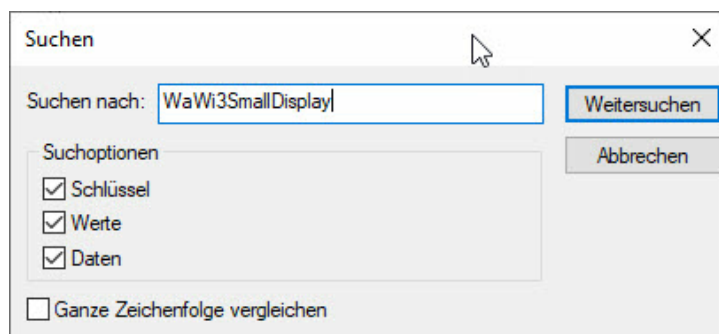 Suchen
Suchen nach: WaWi3SmallDisplay
Weitersuchen
Suchoptionen
Abbrechen
Schlüssel
Werte
Daten
Ganze Zeichenfolge vergleichen